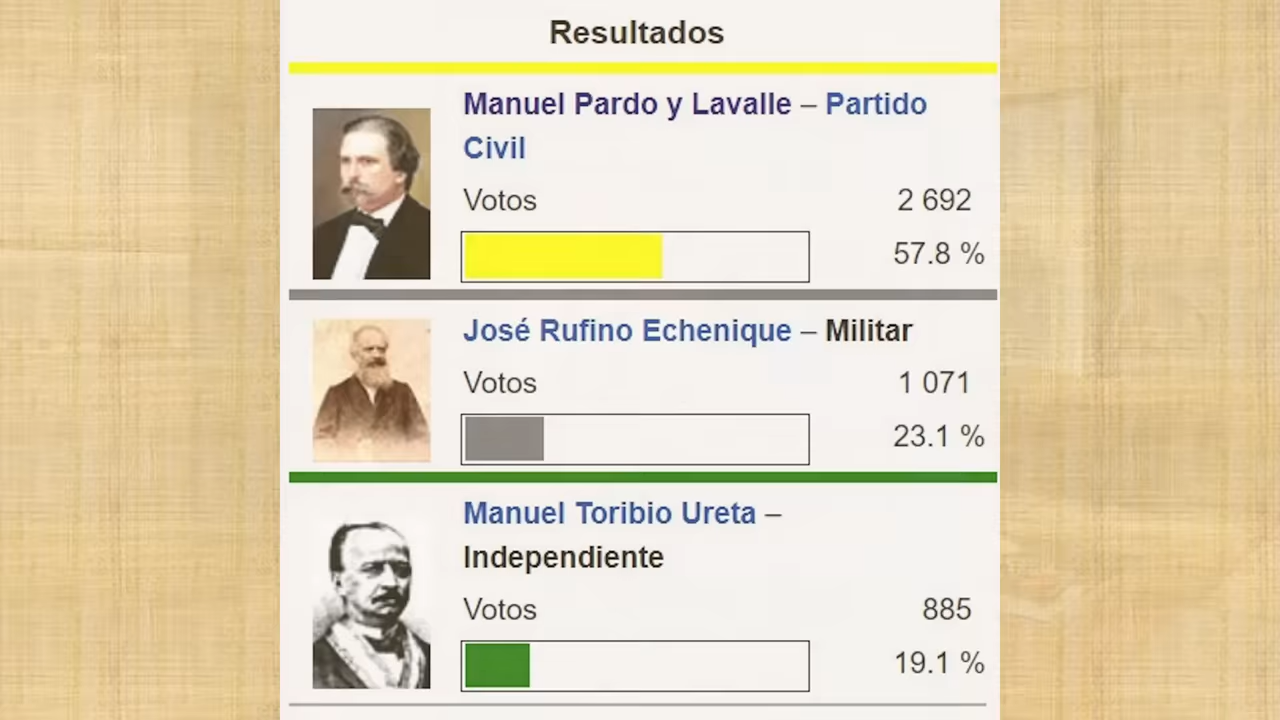 Resultados
Manuel Pardo y Lavalle – Partido
Civil
Votos 2 692
57.8 %
José Rufino Echenique – Militar
Votos 1 071
23.1 %
Manuel Toribio Ureta –
Independiente
Votos 885
19.1 %